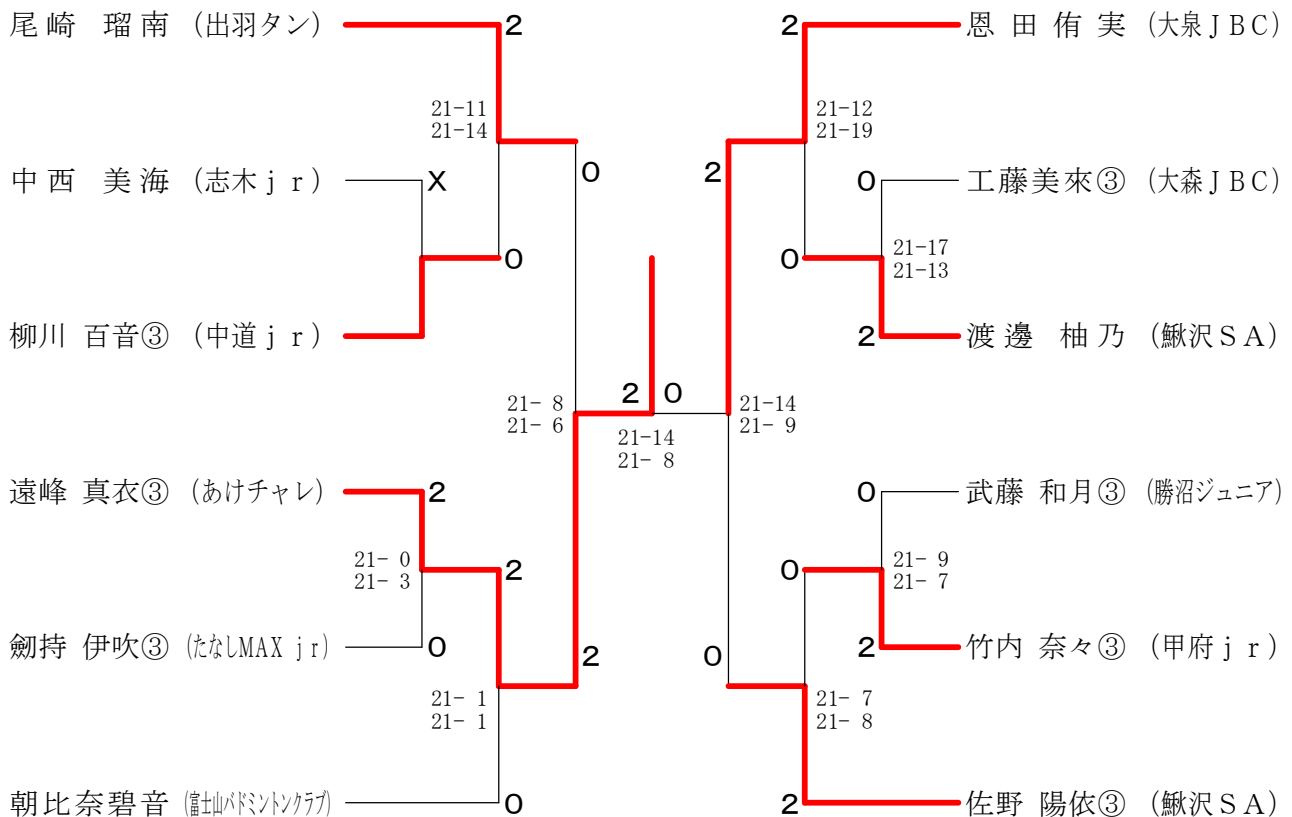 尾崎 瑠南 (出羽タン) 2
2 恩田侑実 (大泉JBC)
21-11
21-14
21-12
21-19
中西 美海 (志木jr) X
0
2
0 工藤美來③ (大森JBC)
0
0
21-17
21-13
柳川 百音③ (中道jr)
2 渡邊 柚乃 (鰍沢SA)
21- 8
21- 6
2 0
21-14
21- 9
21-14
21- 8
遠峰 真衣③ (あけチャレ) 2
0 武藤 和月③ (勝沼ジュニア)
21- 0
21- 3
2
0
21- 9
21- 7
劒持 伊吹③ (たなしMAX jr) 0
2
0
2 竹内 奈々③ (甲府jr)
21- 1
21- 1
21- 7
21- 8
朝比奈碧音 (富士山バドミントンクラブ) 0
2 佐野 陽依③ (鰍沢SA)